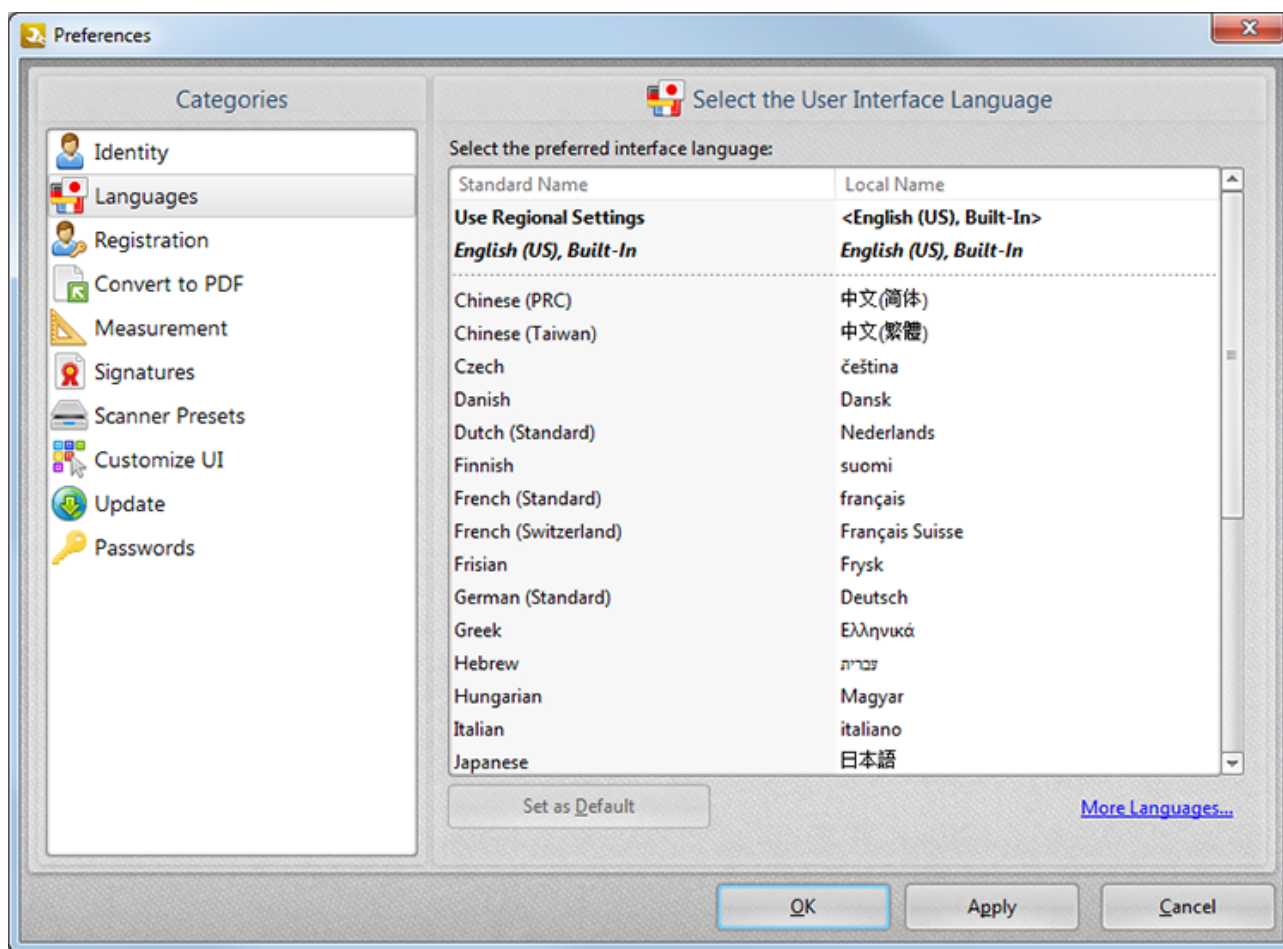 Preferences
Categories
Identity
Languages
Registration
Convert to PDF
Measurement
Signatures
Scanner Presets
Customize UI
Update
Passwords
Select the User Interface Language
Select the preferred interface language:
Standard Name Local Name
Use Regional Settings <English (US), Built-In>
English (US), Built-In English (US), Built-In
Chinese (PRC) 中文(简体)
Chinese (Taiwan) 中文(繁體)
Czech čeština
Danish Dansk
Dutch (Standard) Nederlands
Finnish suomi
French (Standard) français
French (Switzerland) Français Suisse
Frisian Frysk
German (Standard) Deutsch
Greek Ελληνικά
Hebrew עברית
Hungarian Magyar
Italian italiano
Japanese 日本語
Set as Default More Languages...
OK Apply Cancel